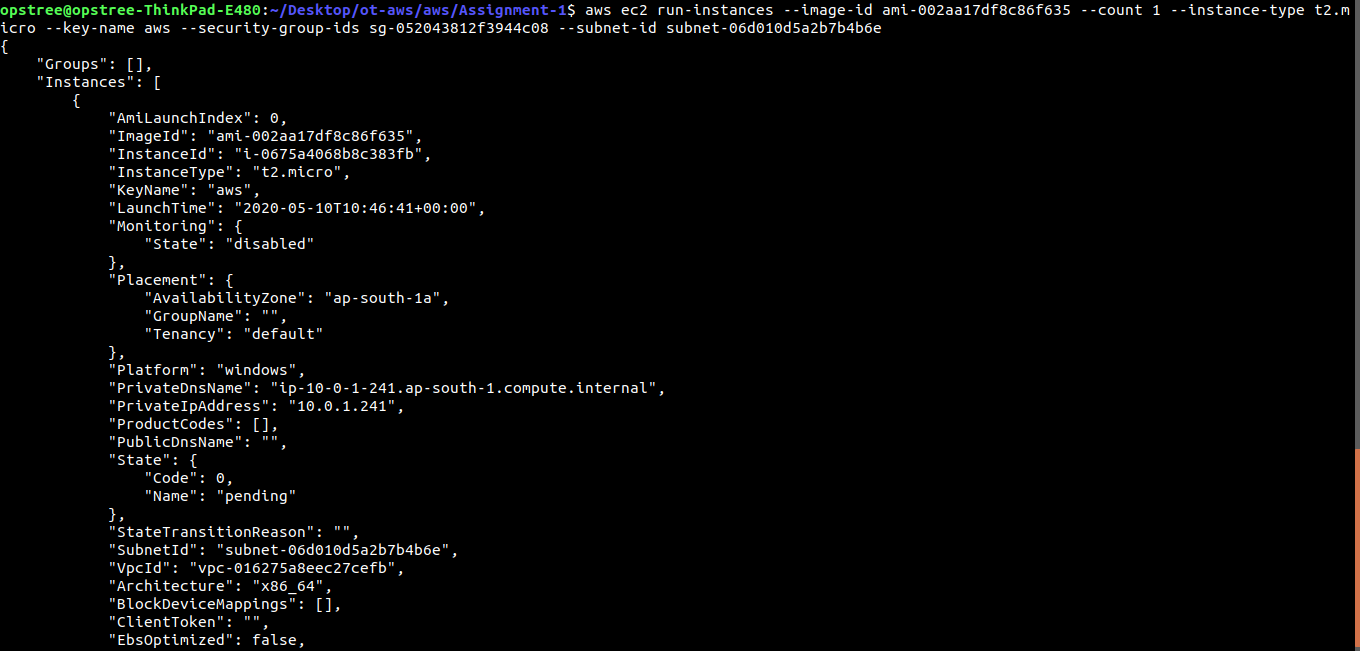 opstree@opstree-ThinkPad-E480:~/Desktop/ot-aws/aws/Assignment-1$ aws ec2 run-instances --image-id ami-002aa17df8c86f635 --count 1 --instance-type t2.m
icro --key-name aws --security-group-ids sg-052043812f3944c08 --subnet-id subnet-06d010d5a2b7b4b6e
{
    "Groups": [],
    "Instances": [
        {
            "AmiLaunchIndex": 0,
            "ImageId": "ami-002aa17df8c86f635",
            "InstanceId": "i-0675a4068b8c383fb",
            "InstanceType": "t2.micro",
            "KeyName": "aws",
            "LaunchTime": "2020-05-10T10:46:41+00:00",
            "Monitoring": {
                "State": "disabled"
            },
            "Placement": {
                "AvailabilityZone": "ap-south-1a",
                "GroupName": "",
                "Tenancy": "default"
            },
            "Platform": "windows",
            "PrivateDnsName": "ip-10-0-1-241.ap-south-1.compute.internal",
            "PrivateIpAddress": "10.0.1.241",
            "ProductCodes": [],
            "PublicDnsName": "",
            "State": {
                "Code": 0,
                "Name": "pending"
            },
            "StateTransitionReason": "",
            "SubnetId": "subnet-06d010d5a2b7b4b6e",
            "VpcId": "vpc-016275a8eec27cefb",
            "Architecture": "x86_64",
            "BlockDeviceMappings": [],
            "ClientToken": "",
            "EbsOptimized": false,